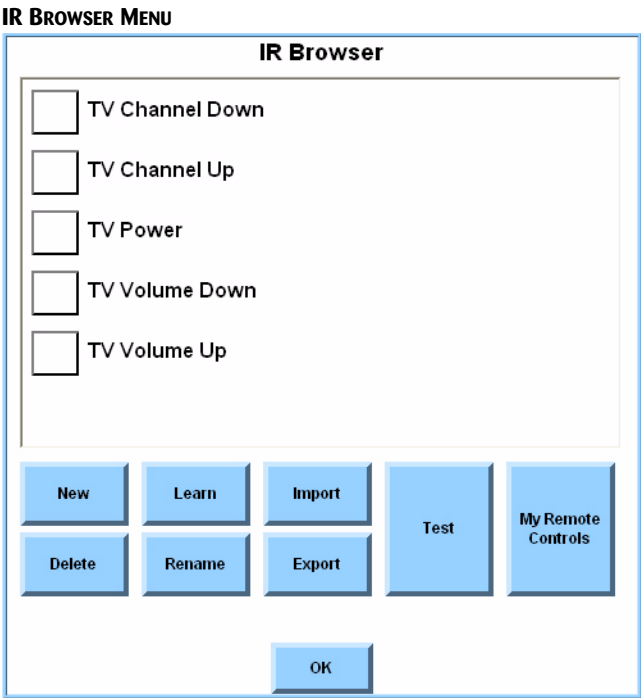 IR BROWSER MENU
IR Browser
TV Channel Down
TV Channel Up
TV Power
TV Volume Down
TV Volume Up
New
Learn
Import
Test
My Remote
Controls
Delete
Rename
Export
OK